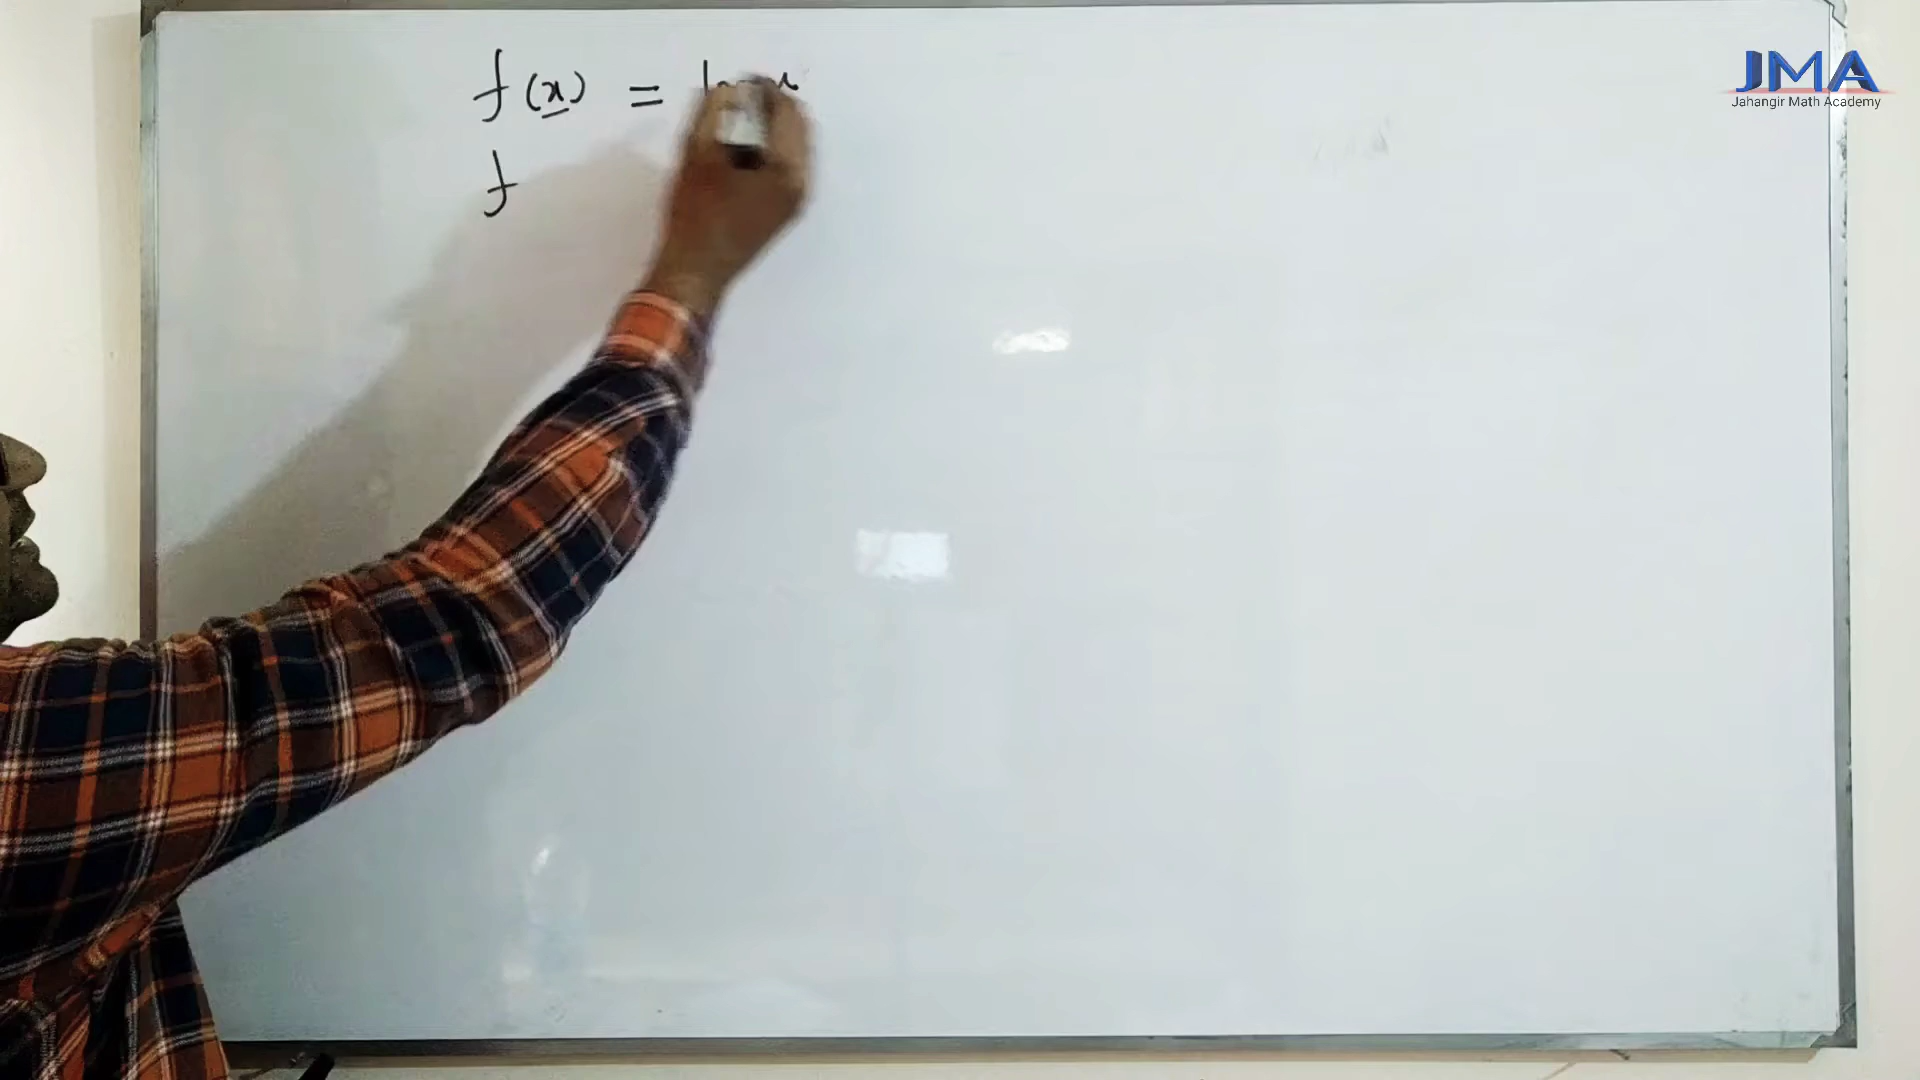 f(x) =
f
JMA
Jahangir Math Academy